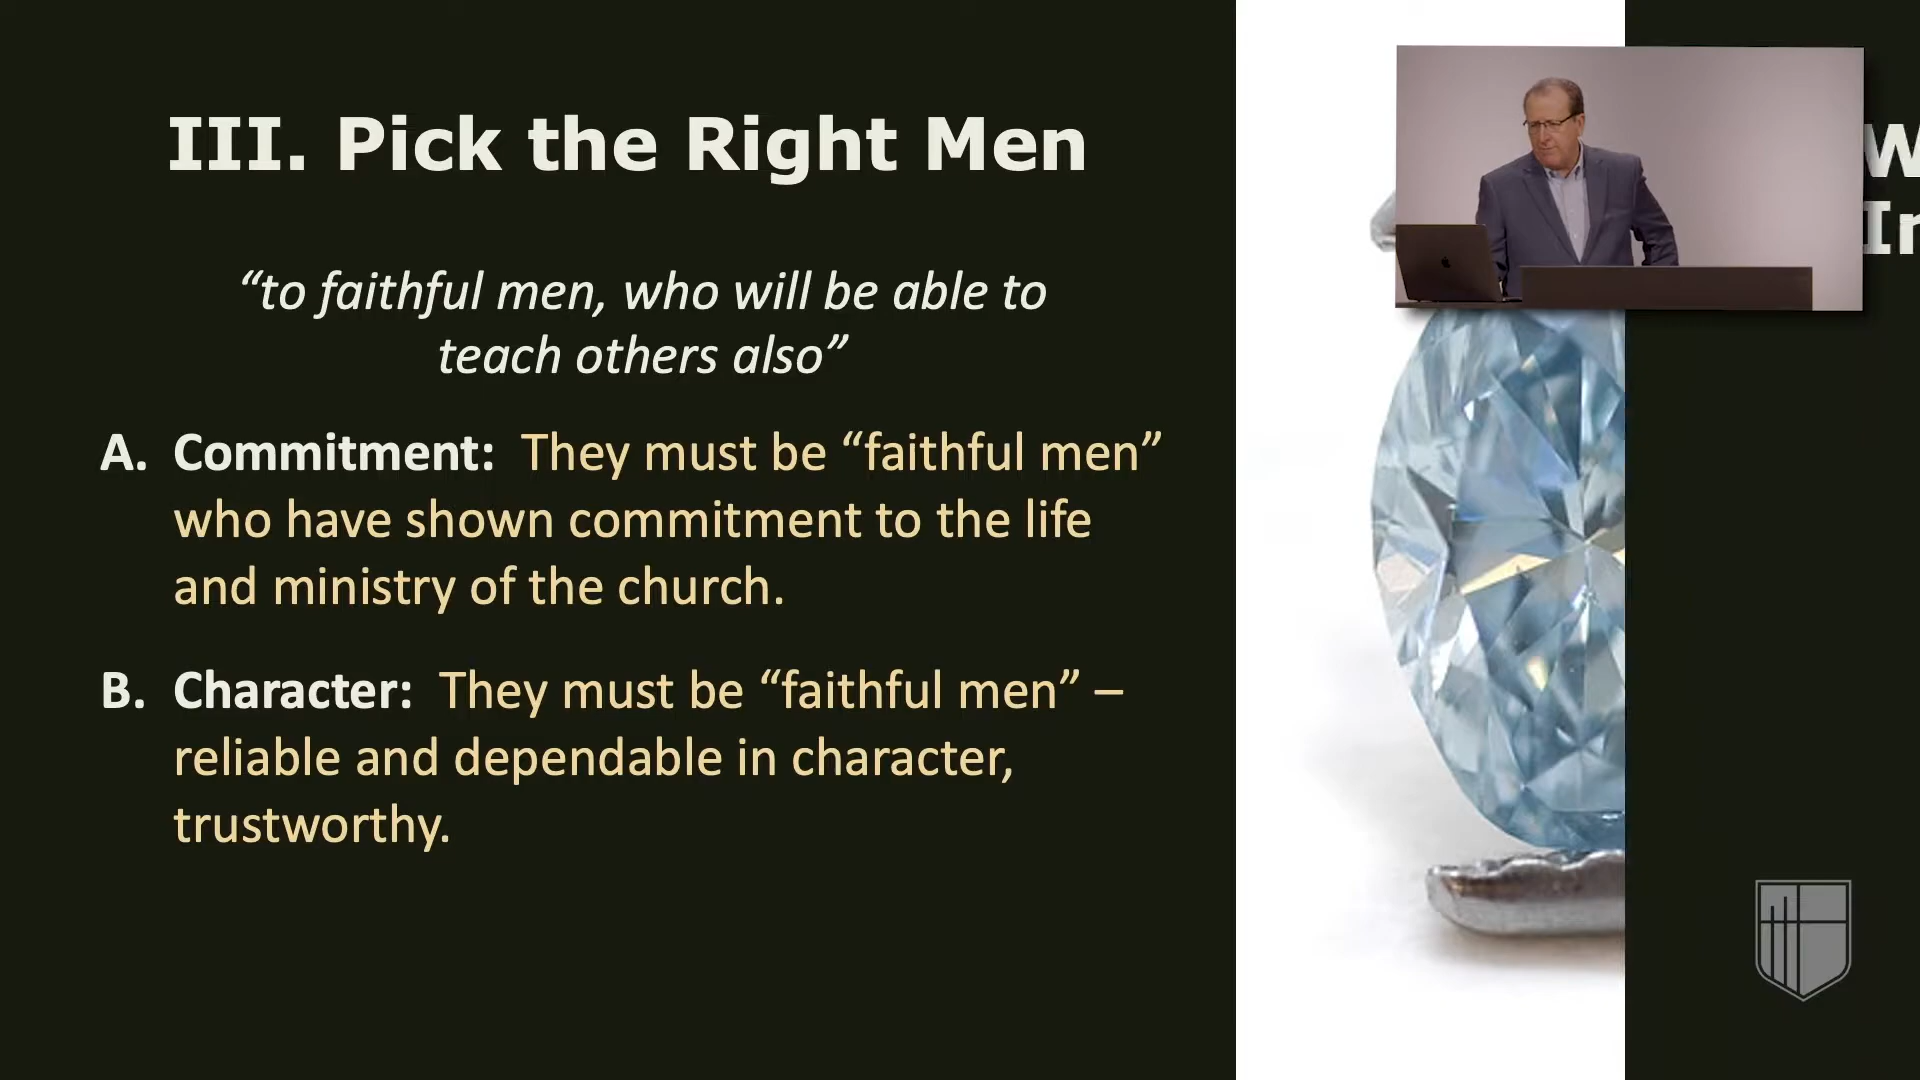 III. Pick the Right Men
“to faithful men, who will be able to
teach others also”
A. Commitment: They must be “faithful men”
who have shown commitment to the life
and ministry of the church.
B. Character: They must be “faithful men” –
reliable and dependable in character,
trustworthy.